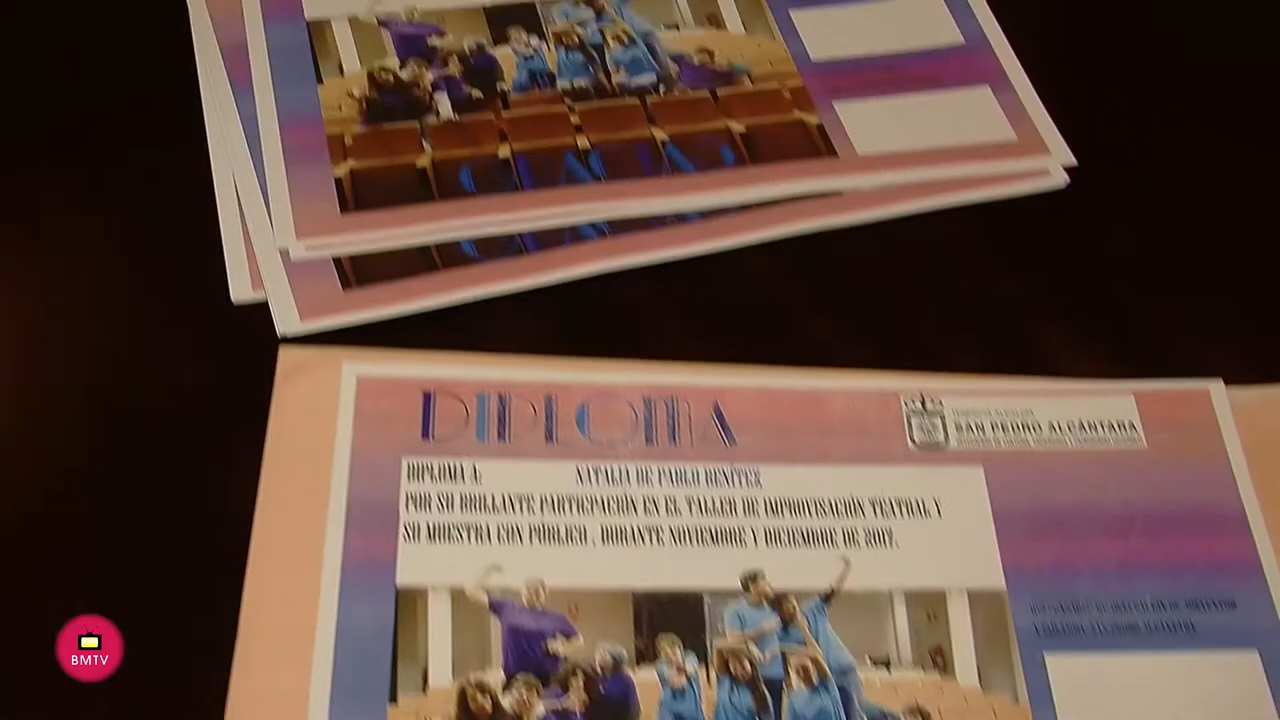 DIPLOMA
SAN PEDRO ALCÁNTARA
DIPLOMA A: NATALIA DE PABLO BENÍTEZ
POR SU BRILLANTE PARTICPACIÓN EN EL TALLER DE IMPROVISACIÓN TEATRAL Y
SU MUESTRA CON PÚBLICO , DURANTE NOVIEMBRE Y DICIEMBRE DE 2017.
BMTV